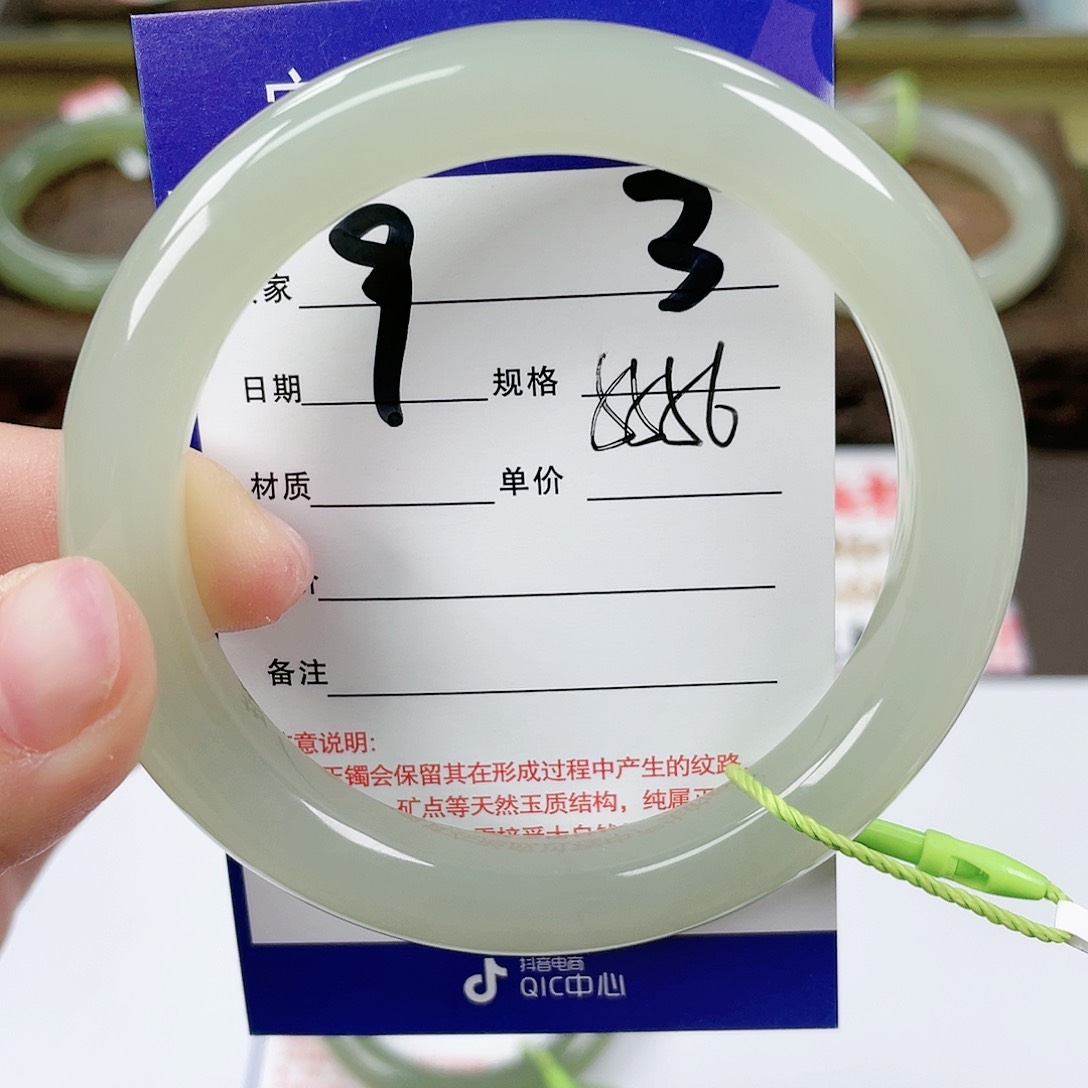 9 3
家
日期 规格
材质 单价
备注
意说明:
镯会保留其在形成过程中产生的纹路
矿点等天然玉质结构,纯属正
抖音电商
QIC中心